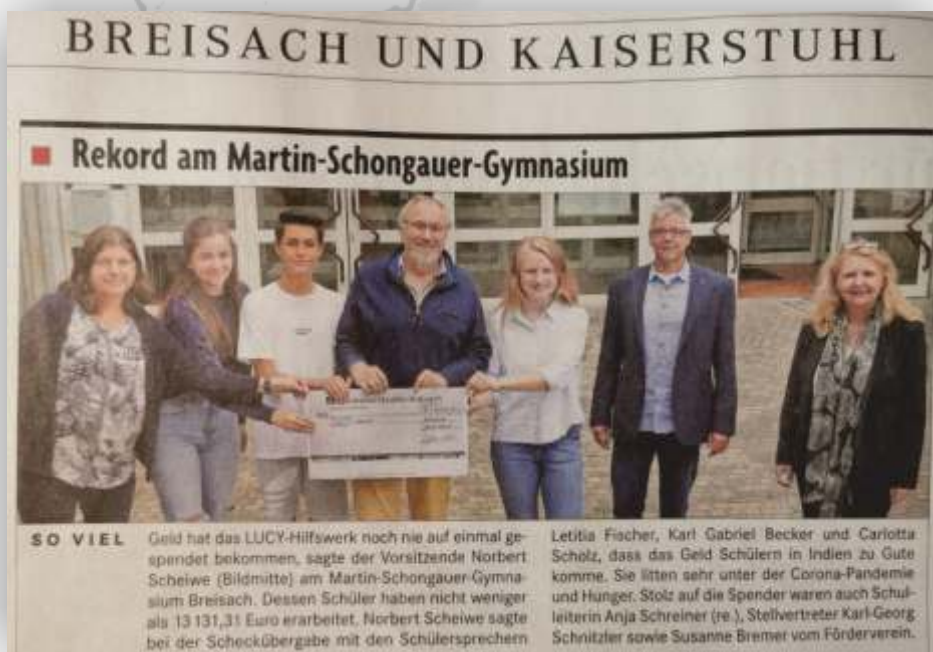 BREISACH UND KAISERSTUHL
Rekord am Martin-Schongauer-Gymnasium
SO VIEL Geld hat das LUCY-Hilfswerk noch nie auf einmal ge-
spendet bekommen, sagte der Vorsitzende Norbert
Scheiwe (Bildmitte) am Martin-Schongauer-Gymna-
sium Breisach. Dessen Schüler haben nicht weniger
als 13 131,31 Euro erarbeitet. Norbert Scheiwe sagte
bei der Scheckübergabe mit den Schülersprechern
Letitia Fischer, Karl Gabriel Becker und Carlotta
Scholz, dass das Geld Schülern in Indien zu Gute
komme. Sie litten sehr unter der Corona-Pandemie
und Hunger. Stolz auf die Spender waren auch Schul-
leiterin Anja Schreiner (re.), Stellvertreter Karl-Georg
Schnitzler sowie Susanne Bremer vom Förderverein.